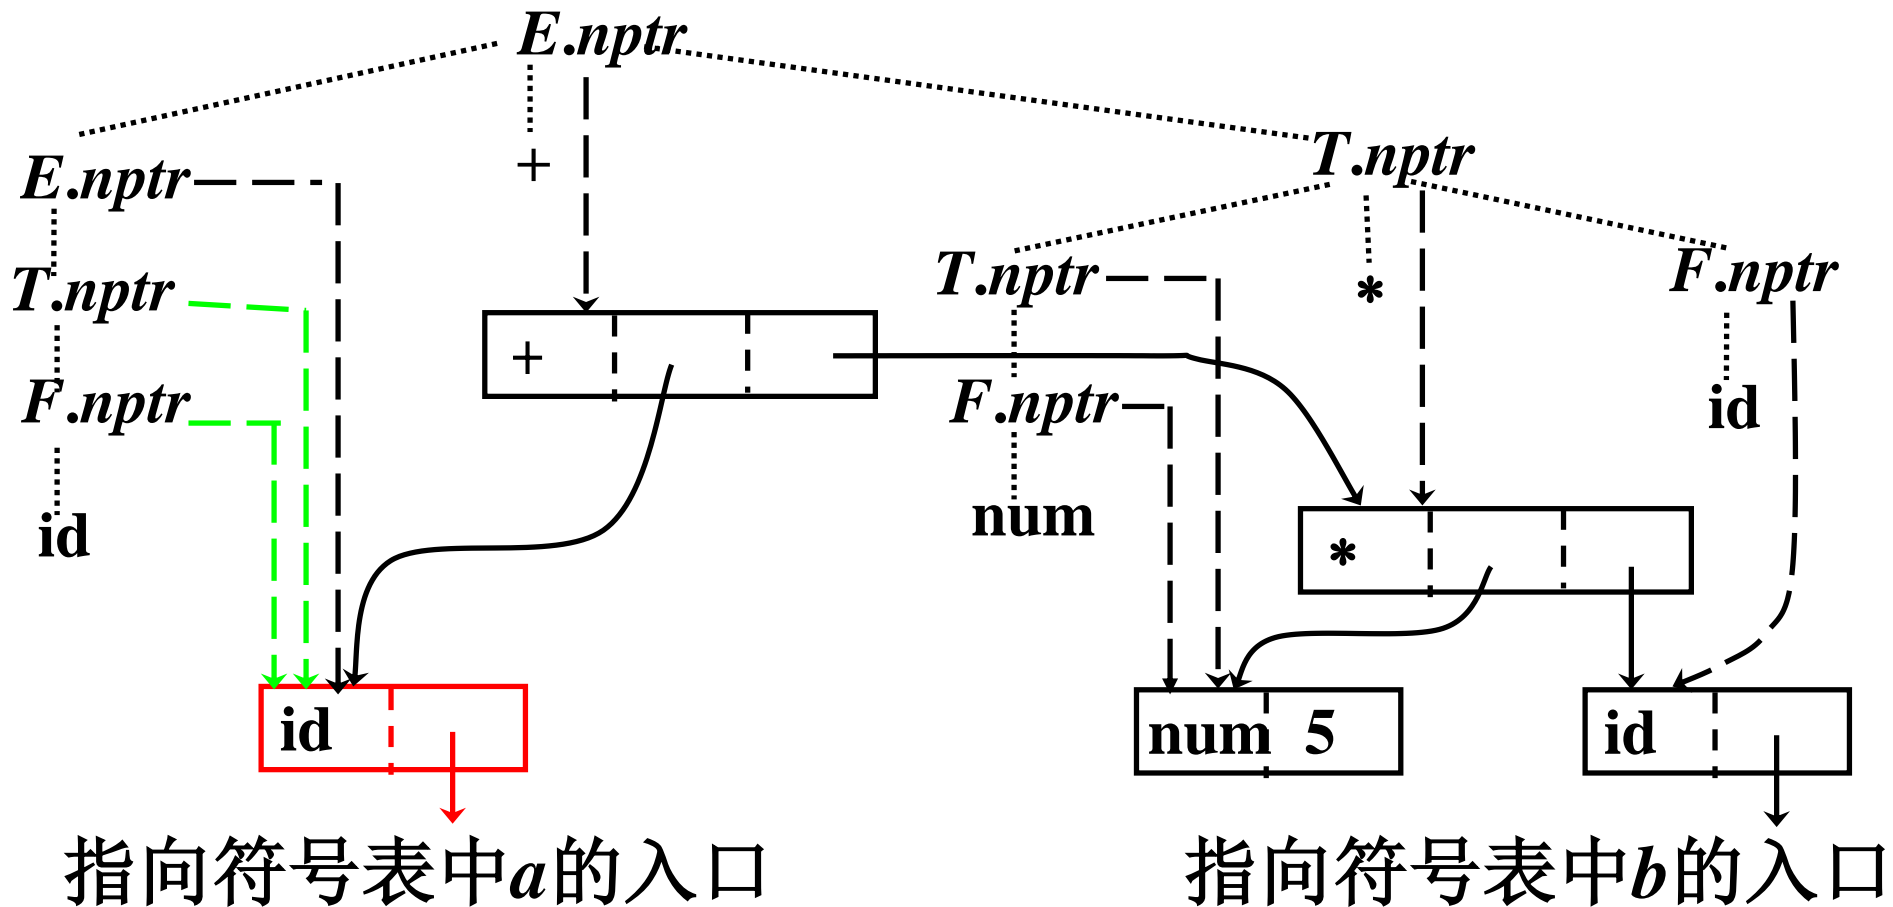 E.nptr
+
T.nptr
E.nptr
T.nptr
*
F.nptr
T.nptr
+
F.nptr
id
F.nptr
id
num
*
id
num 5
id
指向符号表中a的入口
指向符号表中b的入口